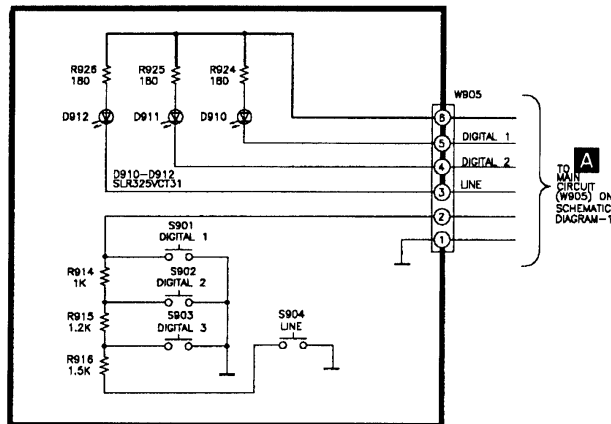 R926
180
R925
180
R924
180
W905
D912
D911
D910
6
5
DIGITAL 1
4
DIGITAL 2
3
LINE
2
1
D910-D912
SLR325VCT31
A
TO
MAIN
CIRCUIT
(W905) ON
SCHEMATIC
DIAGRAM-1
S901
DIGITAL 1
R914
1K
S902
DIGITAL 2
R915
1.2K
S903
DIGITAL 3
S904
LINE
R916
1.5K